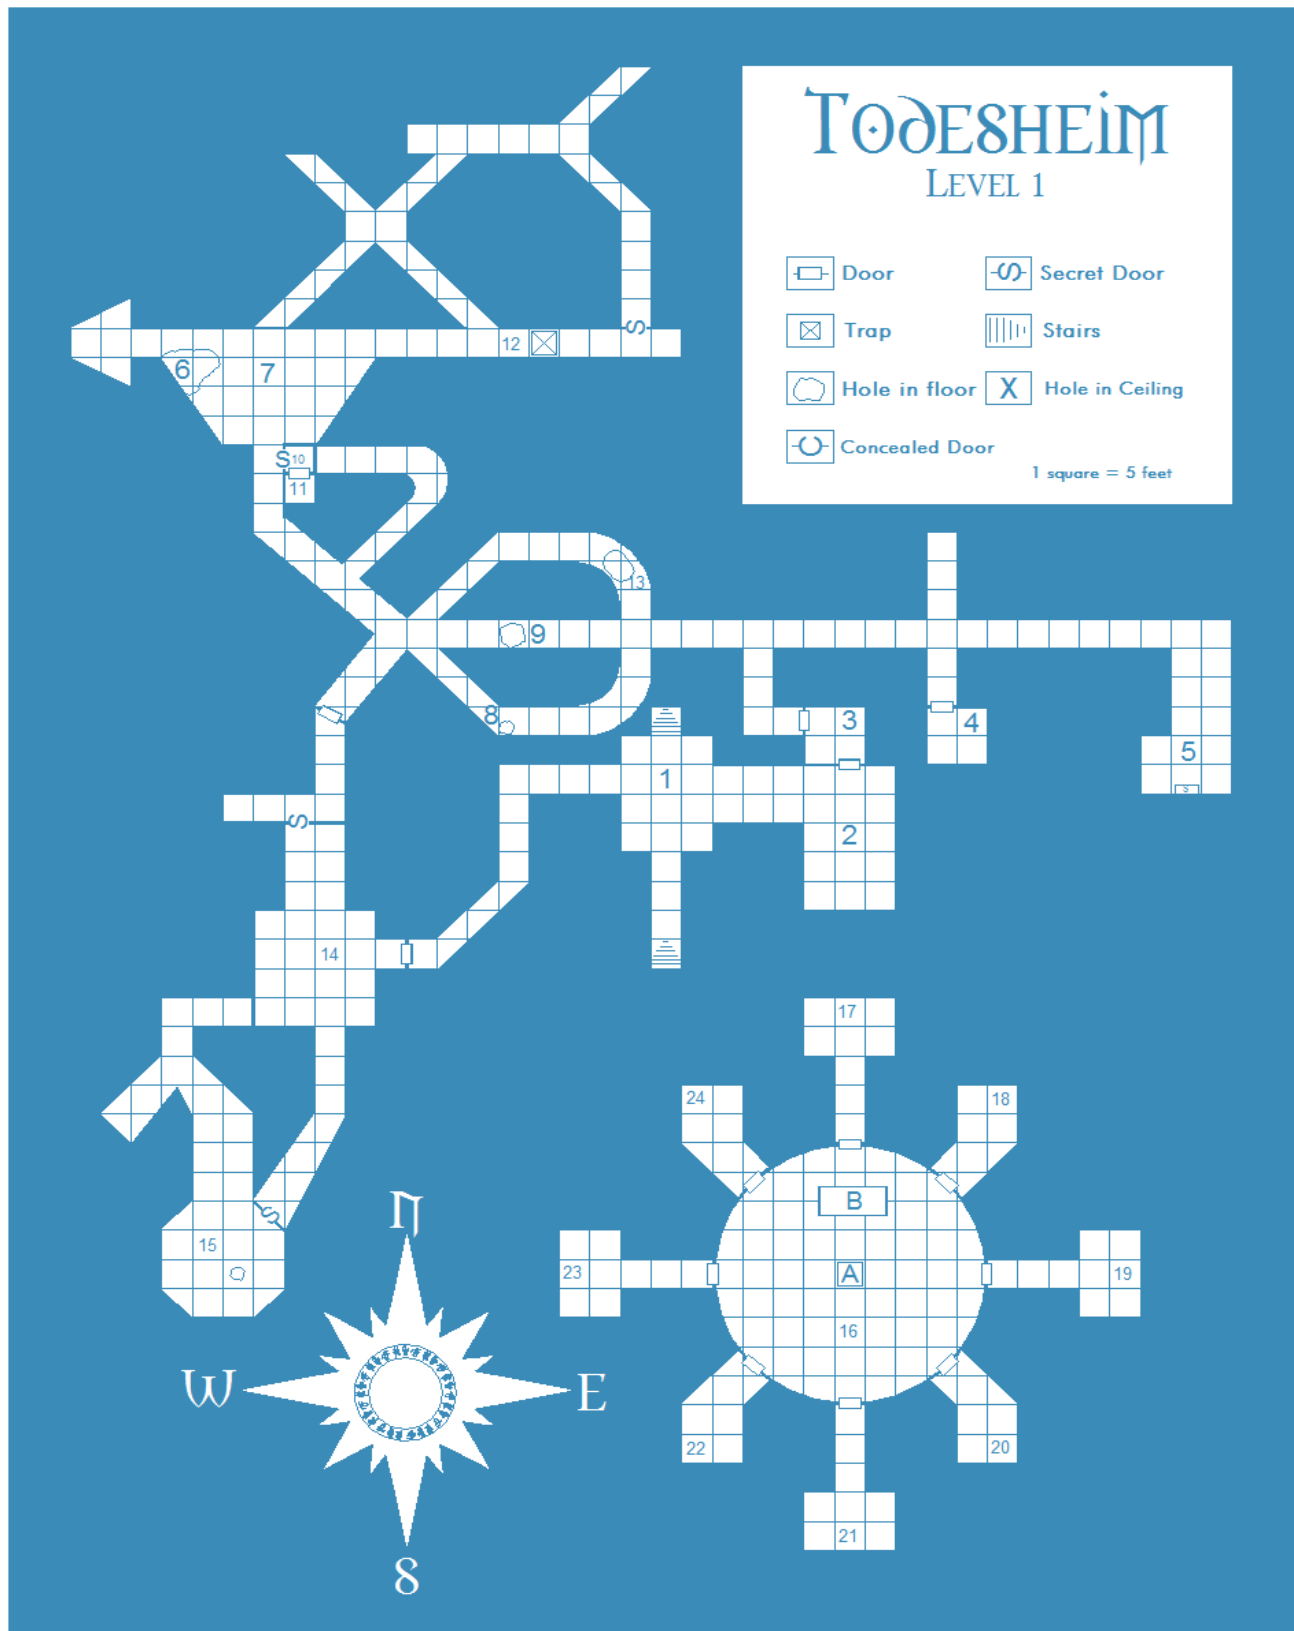 TODESHEIM
LEVEL 1
Door
Secret Door
Trap
Stairs
Hole in floor
X
Hole in Ceiling
Concealed Door
1 square = 5 feet
S
12
6
7
S
10
11
13
9
8
3
4
5
S
1
2
S
14
17
24
18
S
B
15
23
A
19
16
22
20
21
N
W
E
S